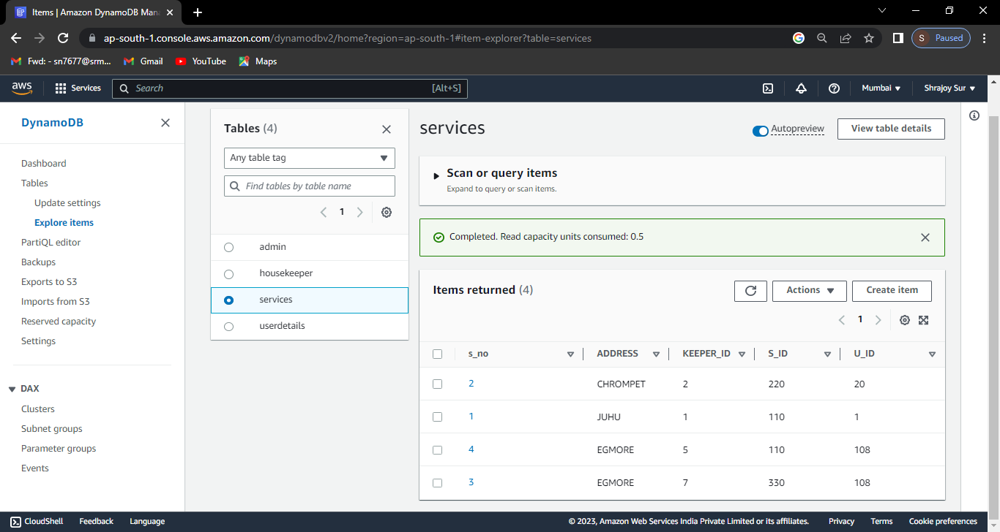 Items | Amazon DynamoDB Mana
ap-south-1.console.aws.amazon.com/dynamodbv2/home?region=ap-south-1#item-explorer?table=services
S Paused
Fwd: - sn7677@srm... Gmail YouTube Maps
aws Services Search [Alt+S] Mumbai Shrajoy Sur
DynamoDB
Dashboard
Tables
Update settings
Explore items
PartiQL editor
Backups
Exports to S3
Imports from S3
Reserved capacity
Settings
DAX
Clusters
Subnet groups
Parameter groups
Events
Tables (4)
Any table tag
Find tables by table name
1
admin
housekeeper
services
userdetails
services
Autopreview View table details
Scan or query items
Expand to query or scan items.
Completed. Read capacity units consumed: 0.5
Items returned (4) Actions Create item
1
s_no ADDRESS KEEPER_ID S_ID U_ID
2 CHROMPET 2 220 20
1 JUHU 1 110 1
4 EGMORE 5 110 108
3 EGMORE 7 330 108
CloudShell Feedback Language © 2023, Amazon Web Services India Private Limited or its affiliates. Privacy Terms Cookie preferences